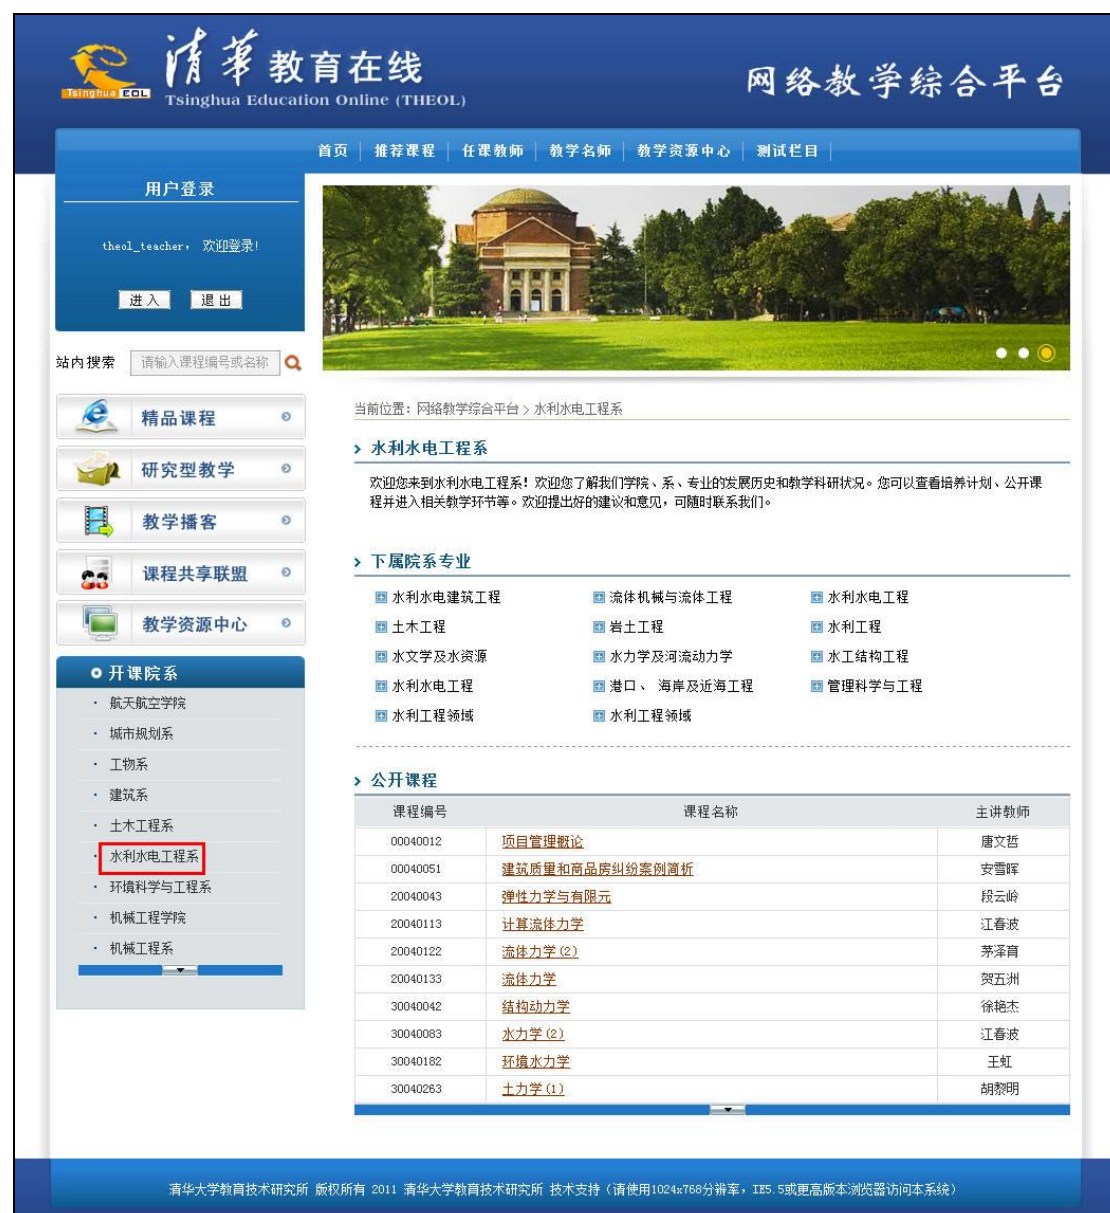 清华教育在线
Tsinghua EOL
Tsinghua Education Online (THEOL)
网络教学综合平台
首页 推荐课程 任课教师 教学名师 教学资源中心 测试栏目
用户登录
theol_teacher， 欢迎登录!
进入 退出
站内搜索 请输入课程编号或名称
精品课程
研究型教学
教学播客
课程共享联盟
教学资源中心
开课院系
· 航天航空学院
· 城市规划系
· 工物系
· 建筑系
· 土木工程系
· 水利水电工程系
· 环境科学与工程系
· 机械工程学院
· 机械工程系
当前位置：网络教学综合平台 > 水利水电工程系
水利水电工程系
欢迎您来到水利水电工程系！欢迎您了解我们学院、系、专业的发展历史和教学科研状况。您可以查看培养计划、公开课
程并进入相关教学环节等。欢迎提出好的建议和意见，可随时联系我们。
下属院系专业
水利水电建筑工程 流体机械与流体工程 水利水电工程
土木工程 岩土工程 水利工程
水文学及水资源 水力学及河流动力学 水工结构工程
水利水电工程 港口、 海岸及近海工程 管理科学与工程
水利工程领域 水利工程领域
公开课程
课程编号 课程名称 主讲教师
00040012 项目管理概论 唐文哲
00040051 建筑质量和商品房纠纷案例简析 安雪晖
20040043 弹性力学与有限元 段云岭
20040113 计算流体力学 江春波
20040122 流体力学(2) 茅泽育
20040133 流体力学 贺五洲
30040042 结构动力学 徐艳杰
30040083 水力学(2) 江春波
30040182 环境水力学 王虹
30040263 土力学(1) 胡黎明
清华大学教育技术研究所 版权所有 2011 清华大学教育技术研究所 技术支持（请使用1024x768分辨率，IE5.5或更高版本浏览器访问本系统）